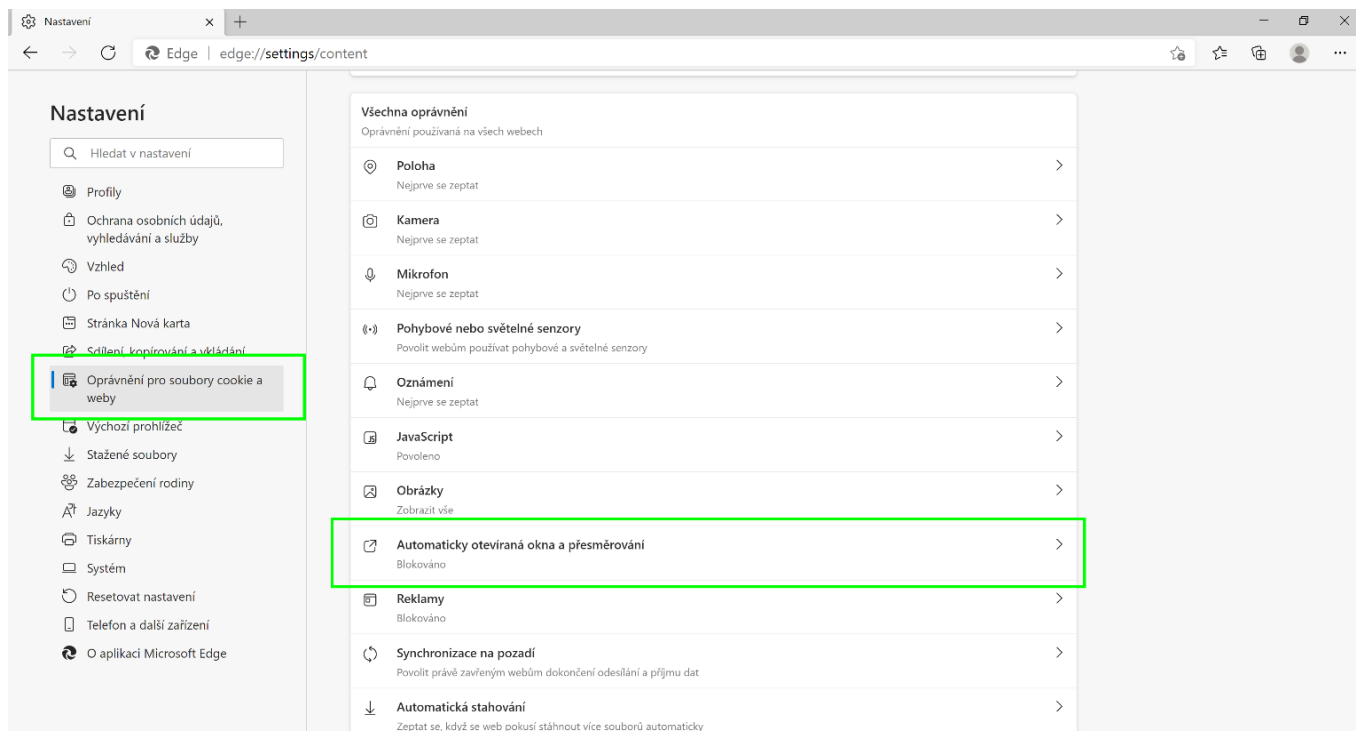 Nastavení
Edge | edge://settings/content
Nastavení
Hledat v nastavení
Profily
Ochrana osobních údajů,
vyhledávání a služby
Vzhled
Po spuštění
Stránka Nová karta
Sdílení, kopírování a vkládání
Oprávnění pro soubory cookie a
weby
Výchozí prohlížeč
Stažené soubory
Zabezpečení rodiny
Jazyky
Tiskárny
Systém
Resetovat nastavení
Telefon a další zařízení
O aplikaci Microsoft Edge
Všechna oprávnění
Oprávnění používaná na všech webech
Poloha
Nejprve se zeptat
Kamera
Nejprve se zeptat
Mikrofon
Nejprve se zeptat
Pohybové nebo světelné senzory
Povolit webům používat pohybové a světelné senzory
Oznámení
Nejprve se zeptat
JavaScript
Povoleno
Obrázky
Zobrazit vše
Automaticky otevíraná okna a přesměrování
Blokováno
Reklamy
Blokováno
Synchronizace na pozadí
Povolit právě zavřeným webům dokončení odesílání a příjmu dat
Automatická stahování
Zeptat se, když se web pokusí stáhnout více souborů automaticky